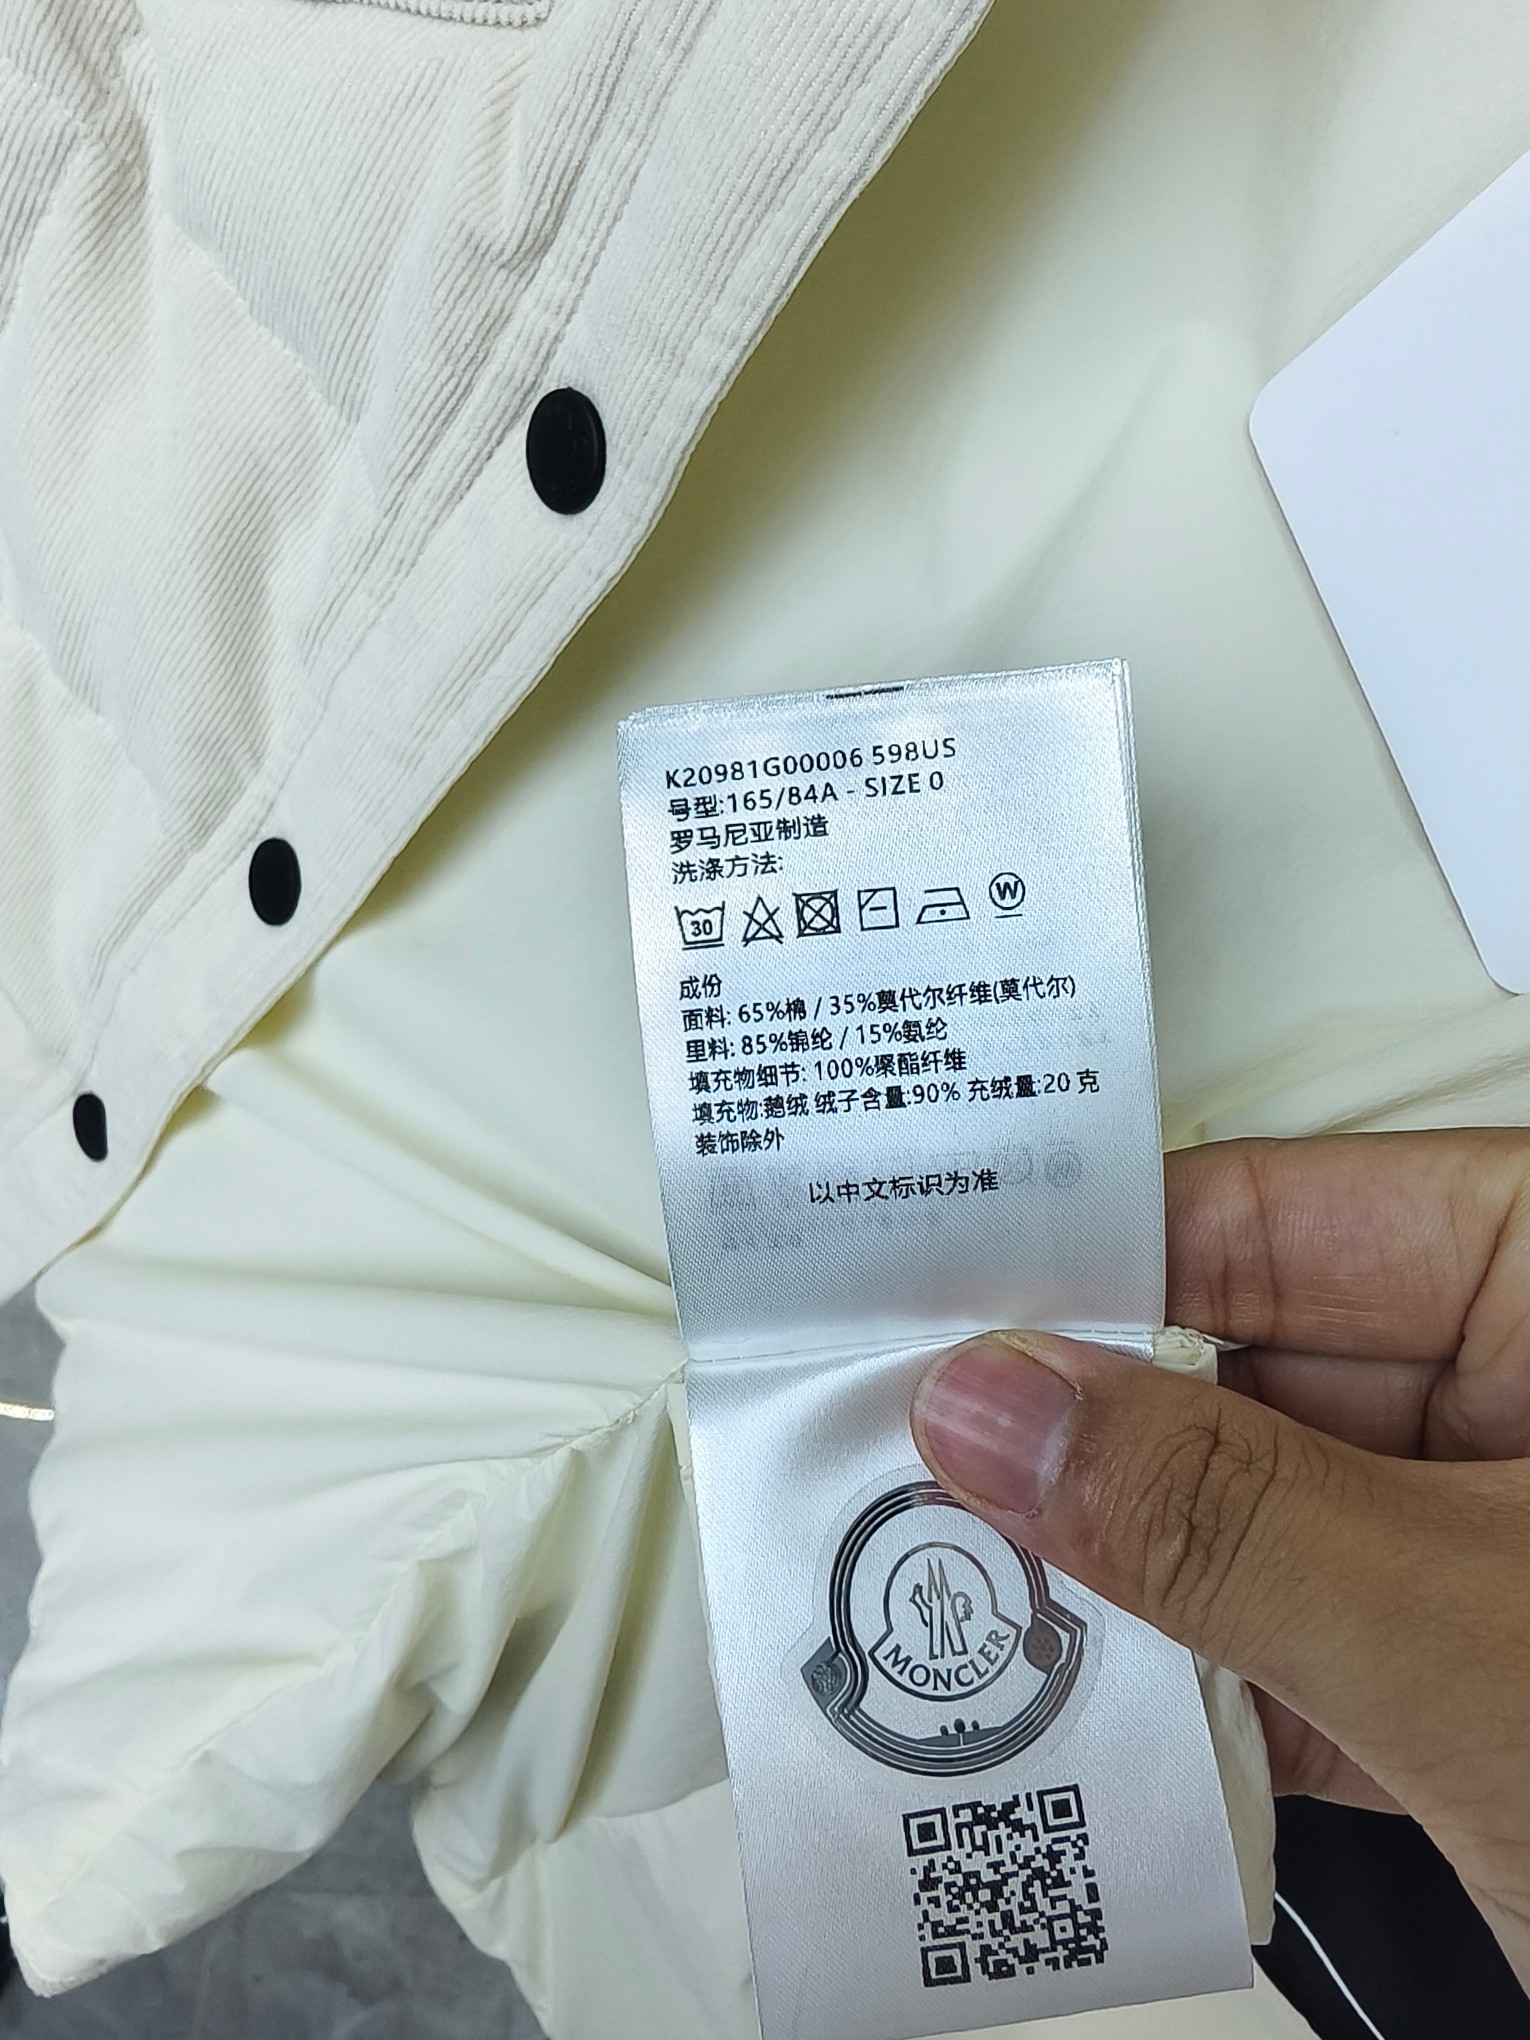 K20981G00006 598US
号型:165/84A - SIZE 0
罗马尼亚制造
洗涤方法:
30
W
成份
面料: 65%棉 / 35%莫代尔纤维(莫代尔)
里料: 85%锦纶 / 15%氨纶
填充物细节: 100%聚酯纤维
填充物:鹅绒 绒子含量:90% 充绒量:20 克
装饰除外
以中文标识为准
MONCLER